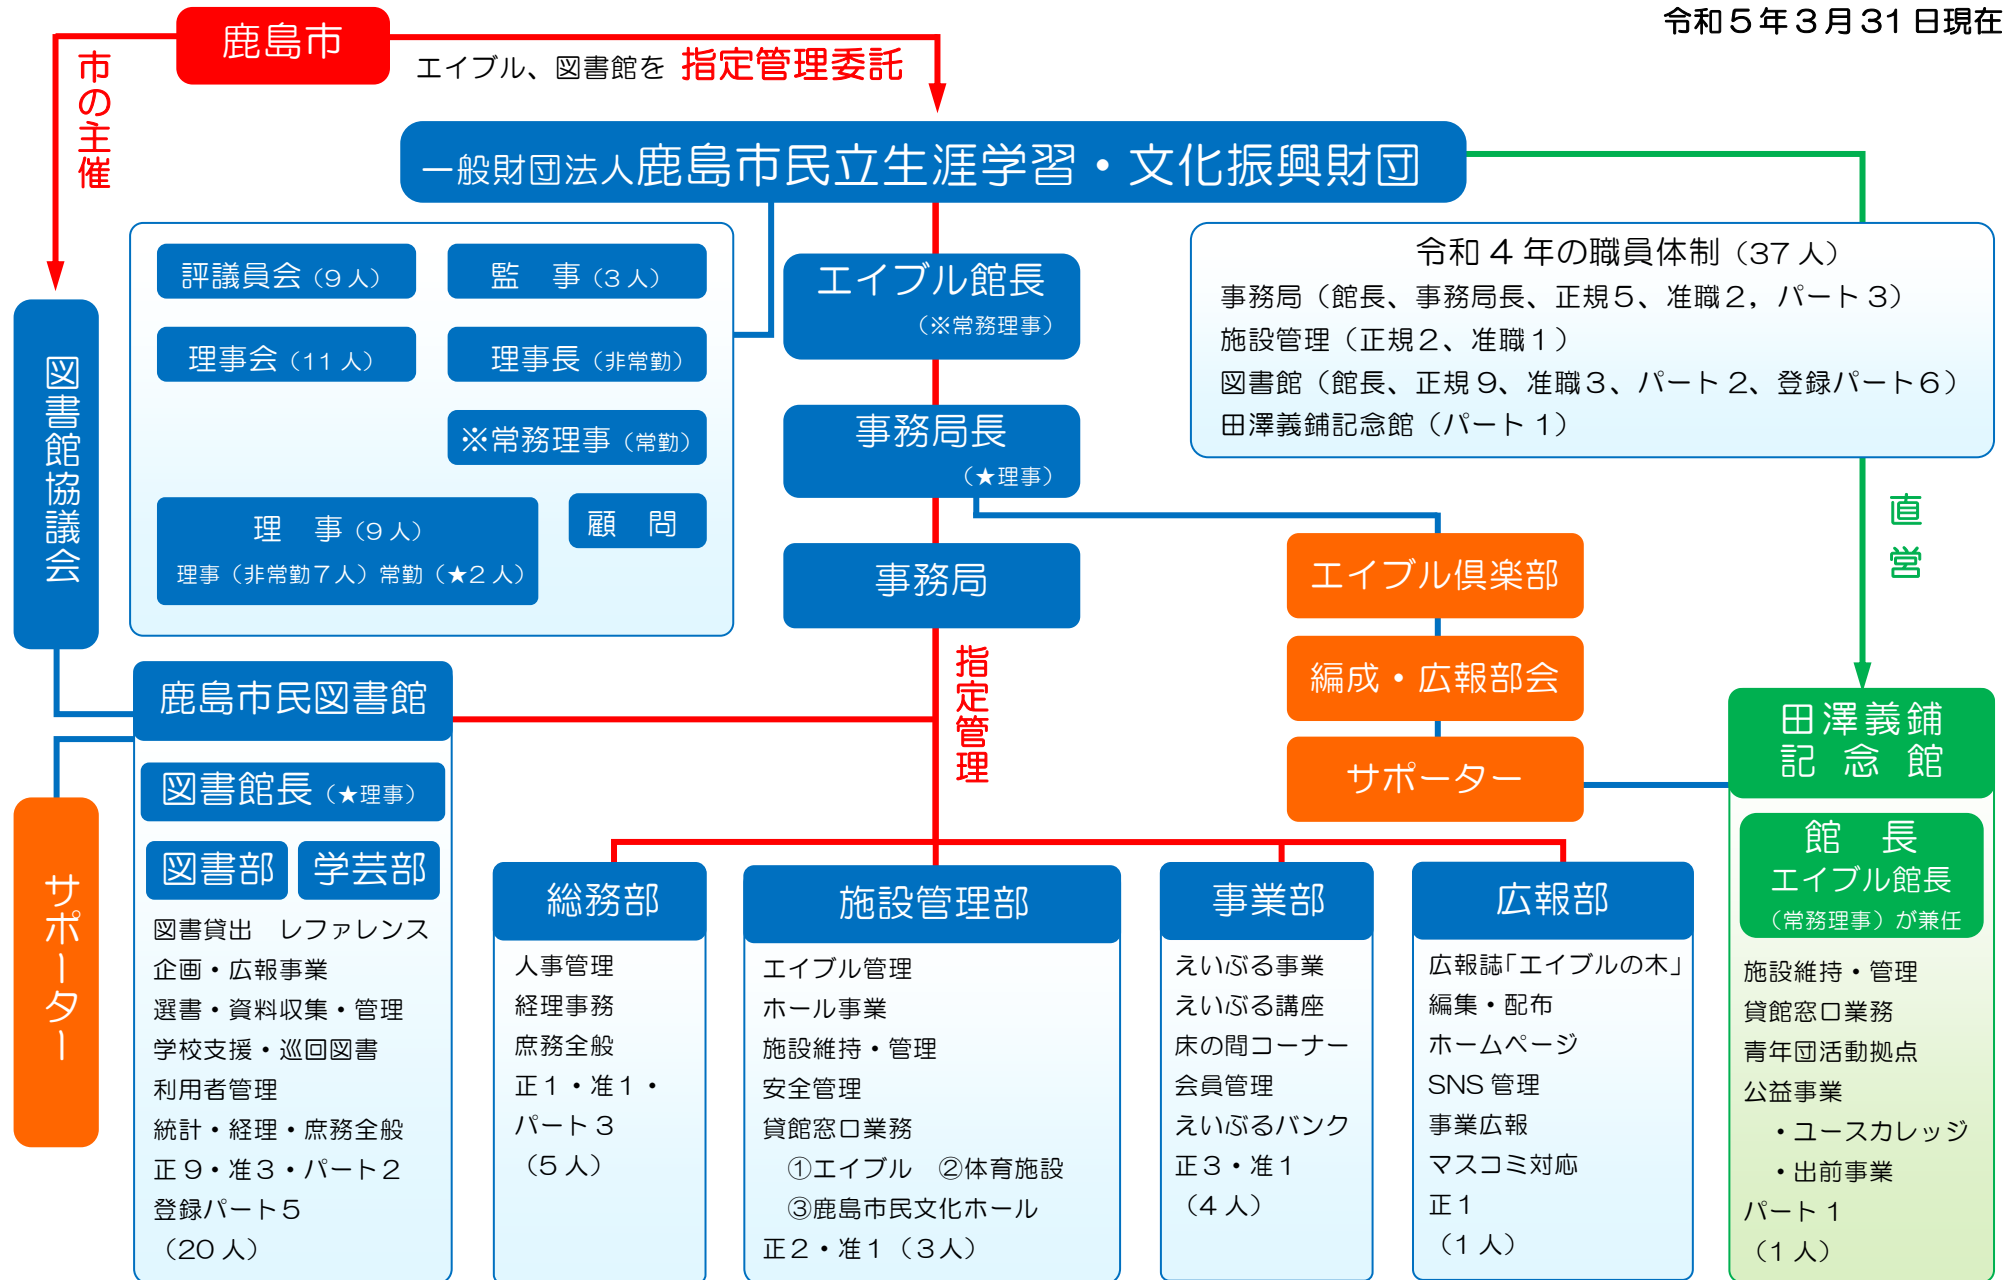 令和５年３月31日現在
鹿島市
市の主催
エイブル、図書館を 指定管理委託
一般財団法人鹿島市民立生涯学習・文化振興財団
評議員会（9人）
監　事（3人）
理事会（11人）
理事長（非常勤）
※常務理事（常勤）
理　事（9人）
理事（非常勤７人）常勤（★２人）
顧　問
エイブル館長
（※常務理事）
事務局長
（★理事）
事務局
指定管理
令和４年の職員体制（37人）
事務局（館長、事務局長、正規５、准職２，パート３）
施設管理（正規２、准職１）
図書館（館長、正規９、准職３、パート２、登録パート６）
田澤義鋪記念館（パート１）
直営
図書館協議会
エイブル倶楽部
編成・広報部会
サポーター
鹿島市民図書館
図書館長（★理事）
図書部
学芸部
図書貸出　レファレンス
企画・広報事業
選書・資料収集・管理
学校支援・巡回図書
利用者管理
統計・経理・庶務全般
正９・准３・パート２
登録パート５
（20人）
サポーター
総務部
人事管理
経理事務
庶務全般
正１・准１・
パート３
（5人）
施設管理部
エイブル管理
ホール事業
施設維持・管理
安全管理
貸館窓口業務
①エイブル　②体育施設
③鹿島市民文化ホール
正２・准１（３人）
事業部
えいぶる事業
えいぶる講座
床の間コーナー
会員管理
えいぶるバンク
正３・准１
（4人）
広報部
広報誌「エイブルの木」
編集・配布
ホームページ
SNS管理
事業広報
マスコミ対応
正１
（1人）
田澤義鋪
記念館
館　長
エイブル館長
（常務理事）が兼任
施設維持・管理
貸館窓口業務
青年団活動拠点
公益事業
・ユースカレッジ
・出前事業
パート１
（1人）